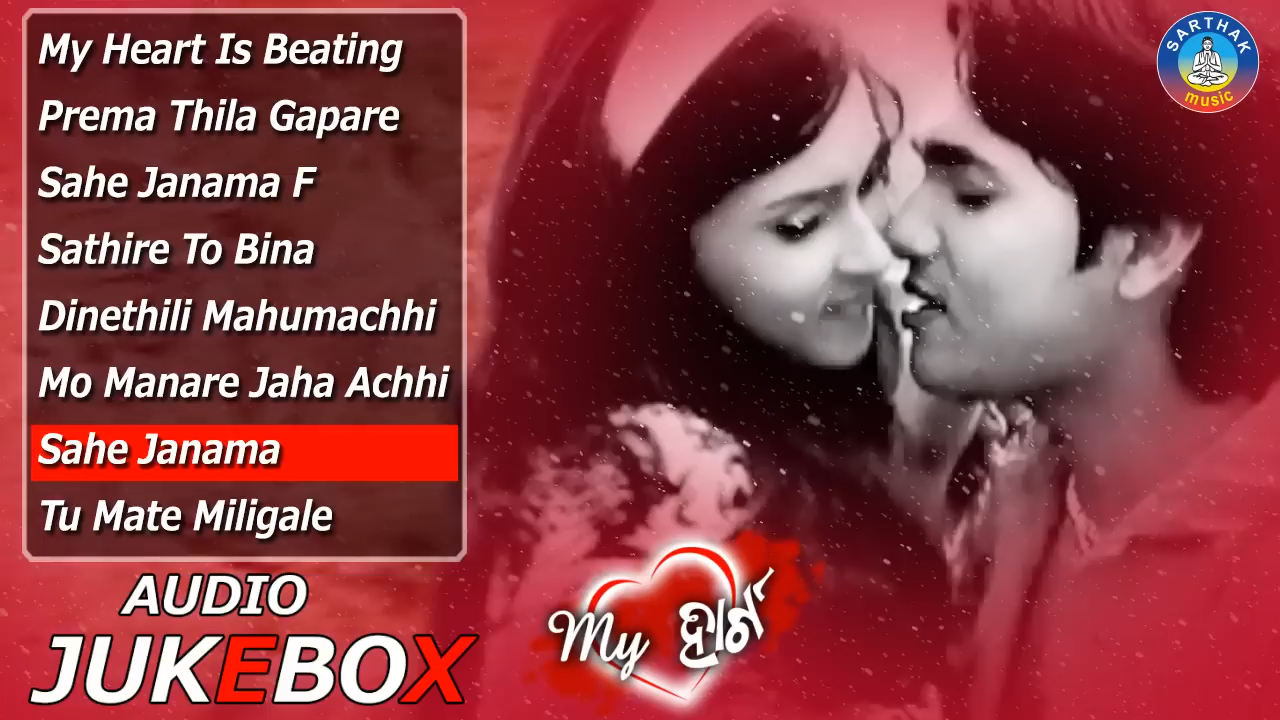 My Heart Is Beating
Prema Thila Gapare
Sahe Janama F
Sathire To Bina
Dinethili Mahumachhi
Mo Manare Jaha Achhi
Sahe Janama
Tu Mate Miligale
AUDIO
JUKEBOX
My ହାର୍ଟ
SARTHAK
music